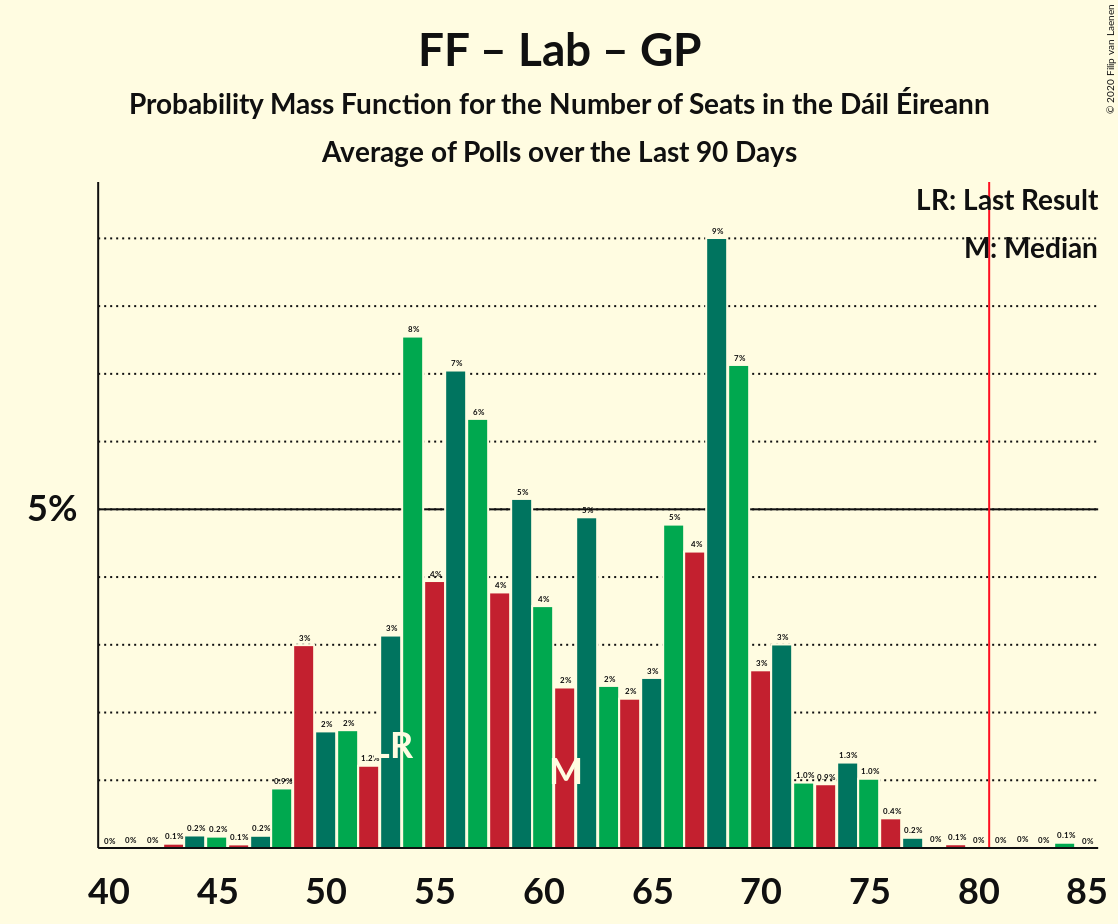 FF – Lab – GP
Probability Mass Function for the Number of Seats in the Dáil Éireann
Average of Polls over the Last 90 Days
© 2020 Filip van Laenen
LR: Last Result
M: Median
5%
0% 0% 0% 0.1% 0.2% 0.2% 0.1% 0.2% 0.9% 3% 2% 2% 1.2% 3% 8% 4% 7% 6% 4% 5% 4% 2% 5% 2% 2% 3% 5% 4% 9% 7% 3% 3% 1.0% 0.9% 1.3% 1.0% 0.4% 0.2% 0% 0.1% 0% 0% 0% 0% 0.1% 0%
LR
M
40 45 50 55 60 65 70 75 80 85